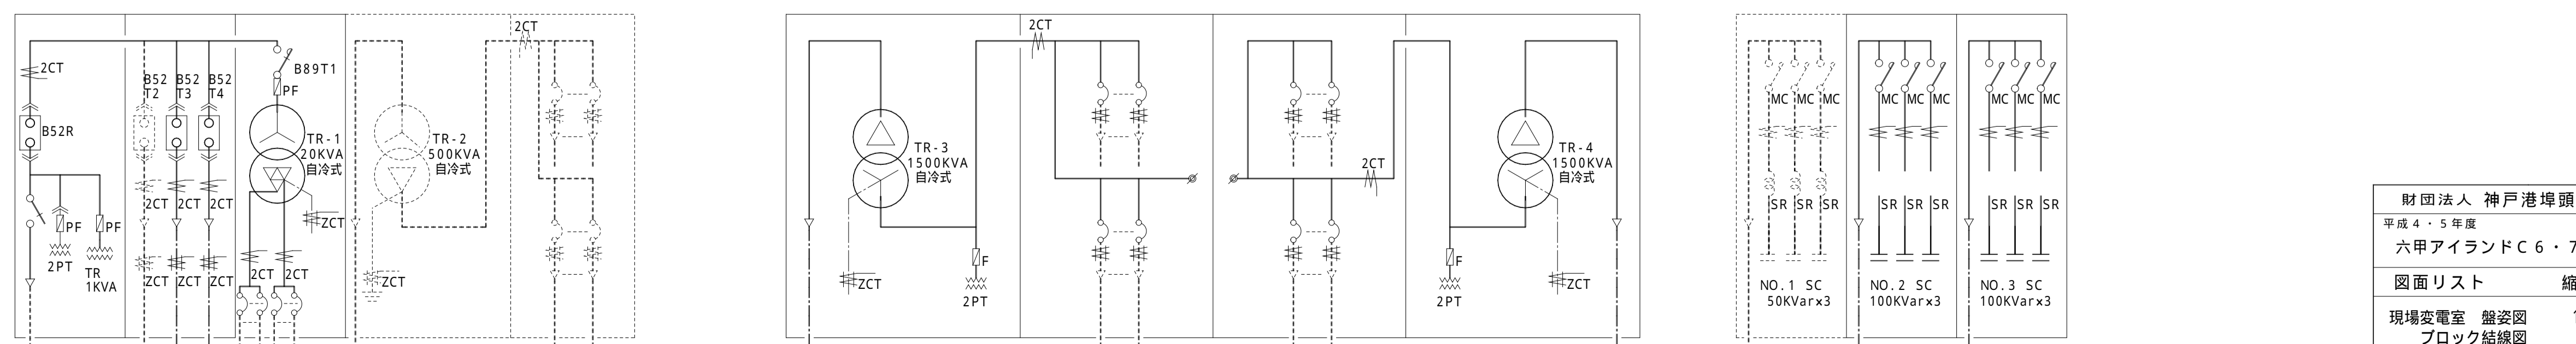 2CT
B52R
PF
PF
2PT
TR
1KVA
B52
T2
B52
T3
B52
T4
2CT
2CT
2CT
ZCT
ZCT
ZCT
B89T1
PF
TR-1
20KVA
自冷式
ZCT
2CT
2CT
TR-2
500KVA
自冷式
ZCT
2CT
TR-3
1500KVA
自冷式
ZCT
F
2PT
2CT
2CT
TR-4
1500KVA
自冷式
F
2PT
ZCT
MC MC MC
SR SR SR
NO.1 SC
50KVar×3
MC MC MC
SR SR SR
NO.2 SC
100KVar×3
MC MC MC
SR SR SR
NO.3 SC
100KVar×3
財団法人 神戸港埠頭
平成4・5年度
六甲アイランドC6・7
図面リスト 縮
現場変電室 盤姿図
ブロック結線図